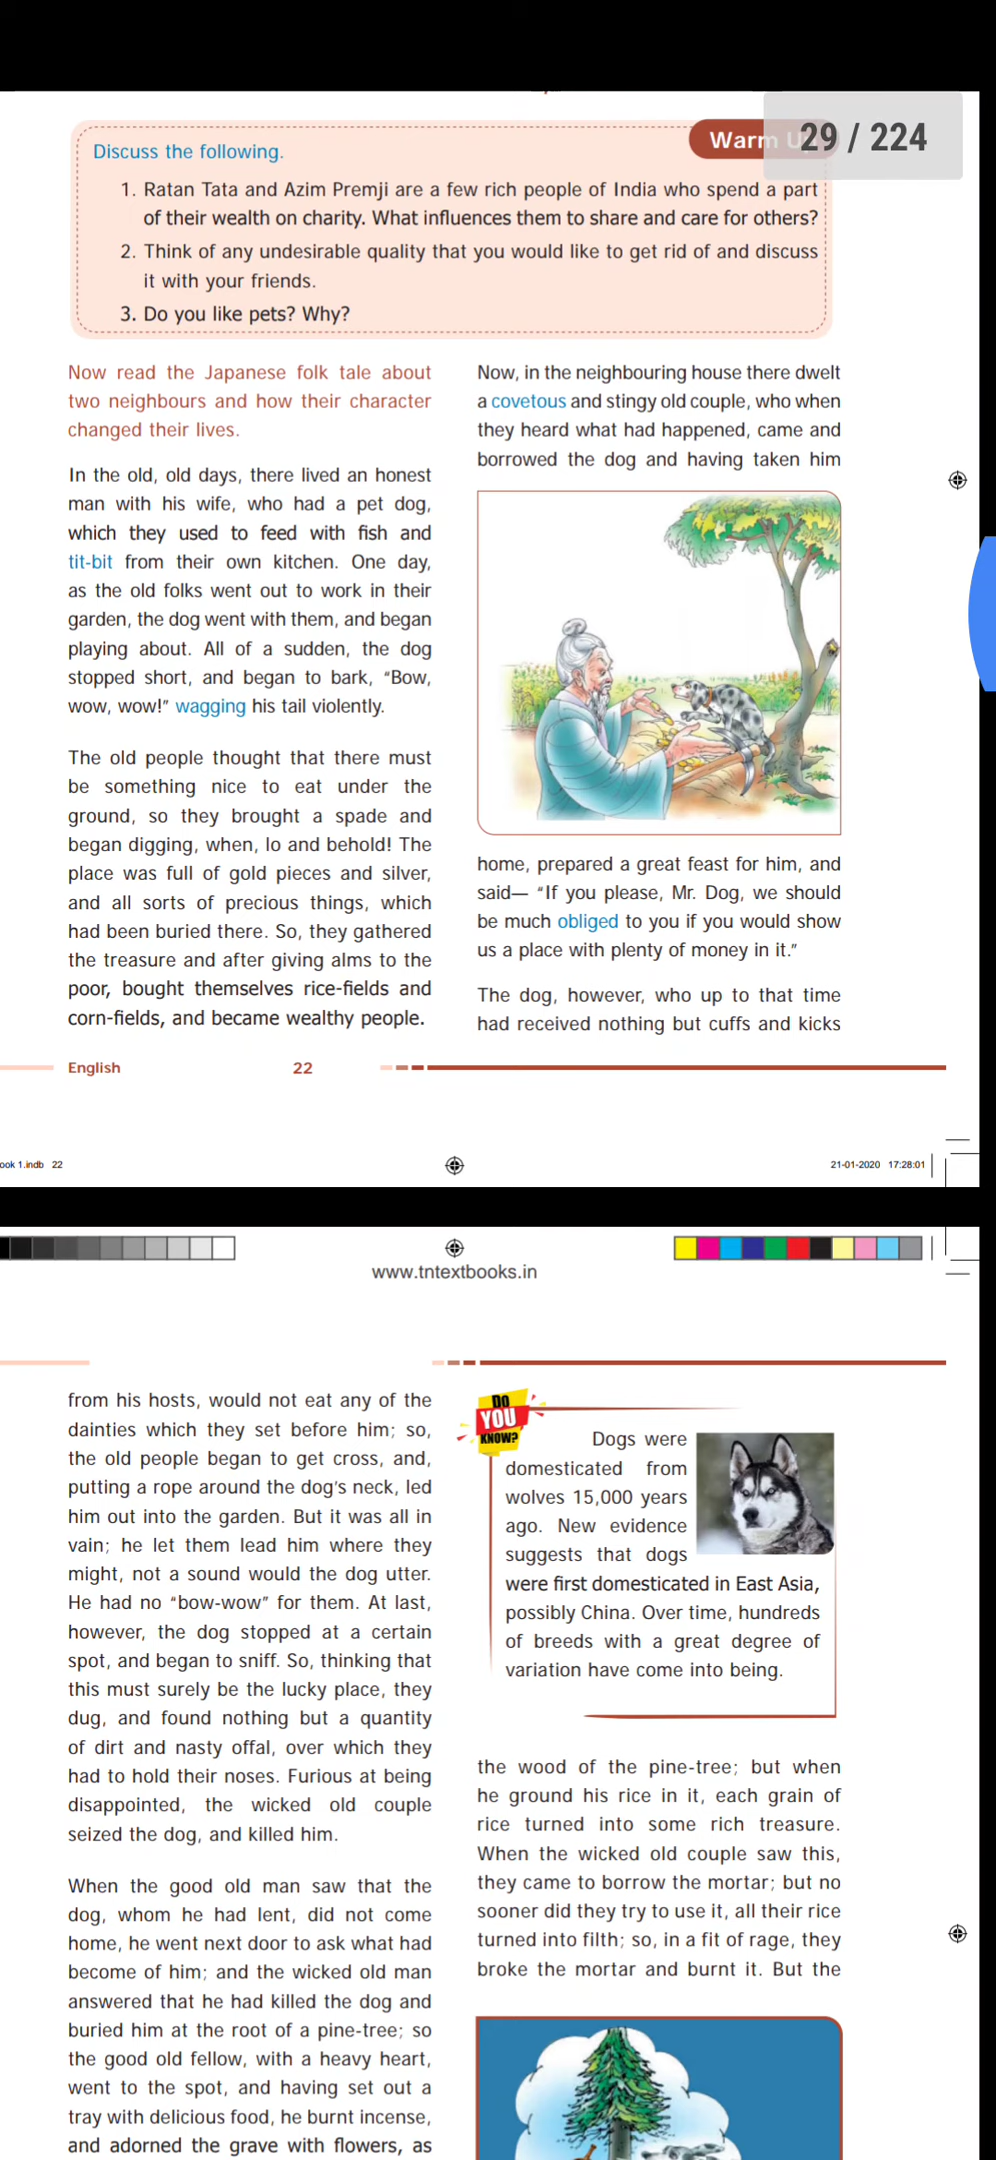 29 / 224
Discuss the following.
1. Ratan Tata and Azim Premji are a few rich people of India who spend a part
of their wealth on charity. What influences them to share and care for others?
2. Think of any undesirable quality that you would like to get rid of and discuss
it with your friends.
3. Do you like pets? Why?
Now read the Japanese folk tale about
two neighbours and how their character
changed their lives.
In the old, old days, there lived an honest
man with his wife, who had a pet dog,
which they used to feed with fish and
tit-bit from their own kitchen. One day,
as the old folks went out to work in their
garden, the dog went with them, and began
playing about. All of a sudden, the dog
stopped short, and began to bark, “Bow,
wow, wow!” wagging his tail violently.
The old people thought that there must
be something nice to eat under the
ground, so they brought a spade and
began digging, when, lo and behold! The
place was full of gold pieces and silver,
and all sorts of precious things, which
had been buried there. So, they gathered
the treasure and after giving alms to the
poor, bought themselves rice-fields and
corn-fields, and became wealthy people.
Now, in the neighbouring house there dwelt
a covetous and stingy old couple, who when
they heard what had happened, came and
borrowed the dog and having taken him
home, prepared a great feast for him, and
said— “If you please, Mr. Dog, we should
be much obliged to you if you would show
us a place with plenty of money in it.”
The dog, however, who up to that time
had received nothing but cuffs and kicks
English 22
ook 1.indb 22
21-01-2020 17:28:01
www.tntextbooks.in
from his hosts, would not eat any of the
dainties which they set before him; so,
the old people began to get cross, and,
putting a rope around the dog's neck, led
him out into the garden. But it was all in
vain; he let them lead him where they
might, not a sound would the dog utter.
He had no “bow-wow” for them. At last,
however, the dog stopped at a certain
spot, and began to sniff. So, thinking that
this must surely be the lucky place, they
dug, and found nothing but a quantity
of dirt and nasty offal, over which they
had to hold their noses. Furious at being
disappointed, the wicked old couple
seized the dog, and killed him.
When the good old man saw that the
dog, whom he had lent, did not come
home, he went next door to ask what had
become of him; and the wicked old man
answered that he had killed the dog and
buried him at the root of a pine-tree; so
the good old fellow, with a heavy heart,
went to the spot, and having set out a
tray with delicious food, he burnt incense,
and adorned the grave with flowers, as
DO
YOU
KNOW?
Dogs were
domesticated from
wolves 15,000 years
ago. New evidence
suggests that dogs
were first domesticated in East Asia,
possibly China. Over time, hundreds
of breeds with a great degree of
variation have come into being.
the wood of the pine-tree; but when
he ground his rice in it, each grain of
rice turned into some rich treasure.
When the wicked old couple saw this,
they came to borrow the mortar; but no
sooner did they try to use it, all their rice
turned into filth; so, in a fit of rage, they
broke the mortar and burnt it. But the